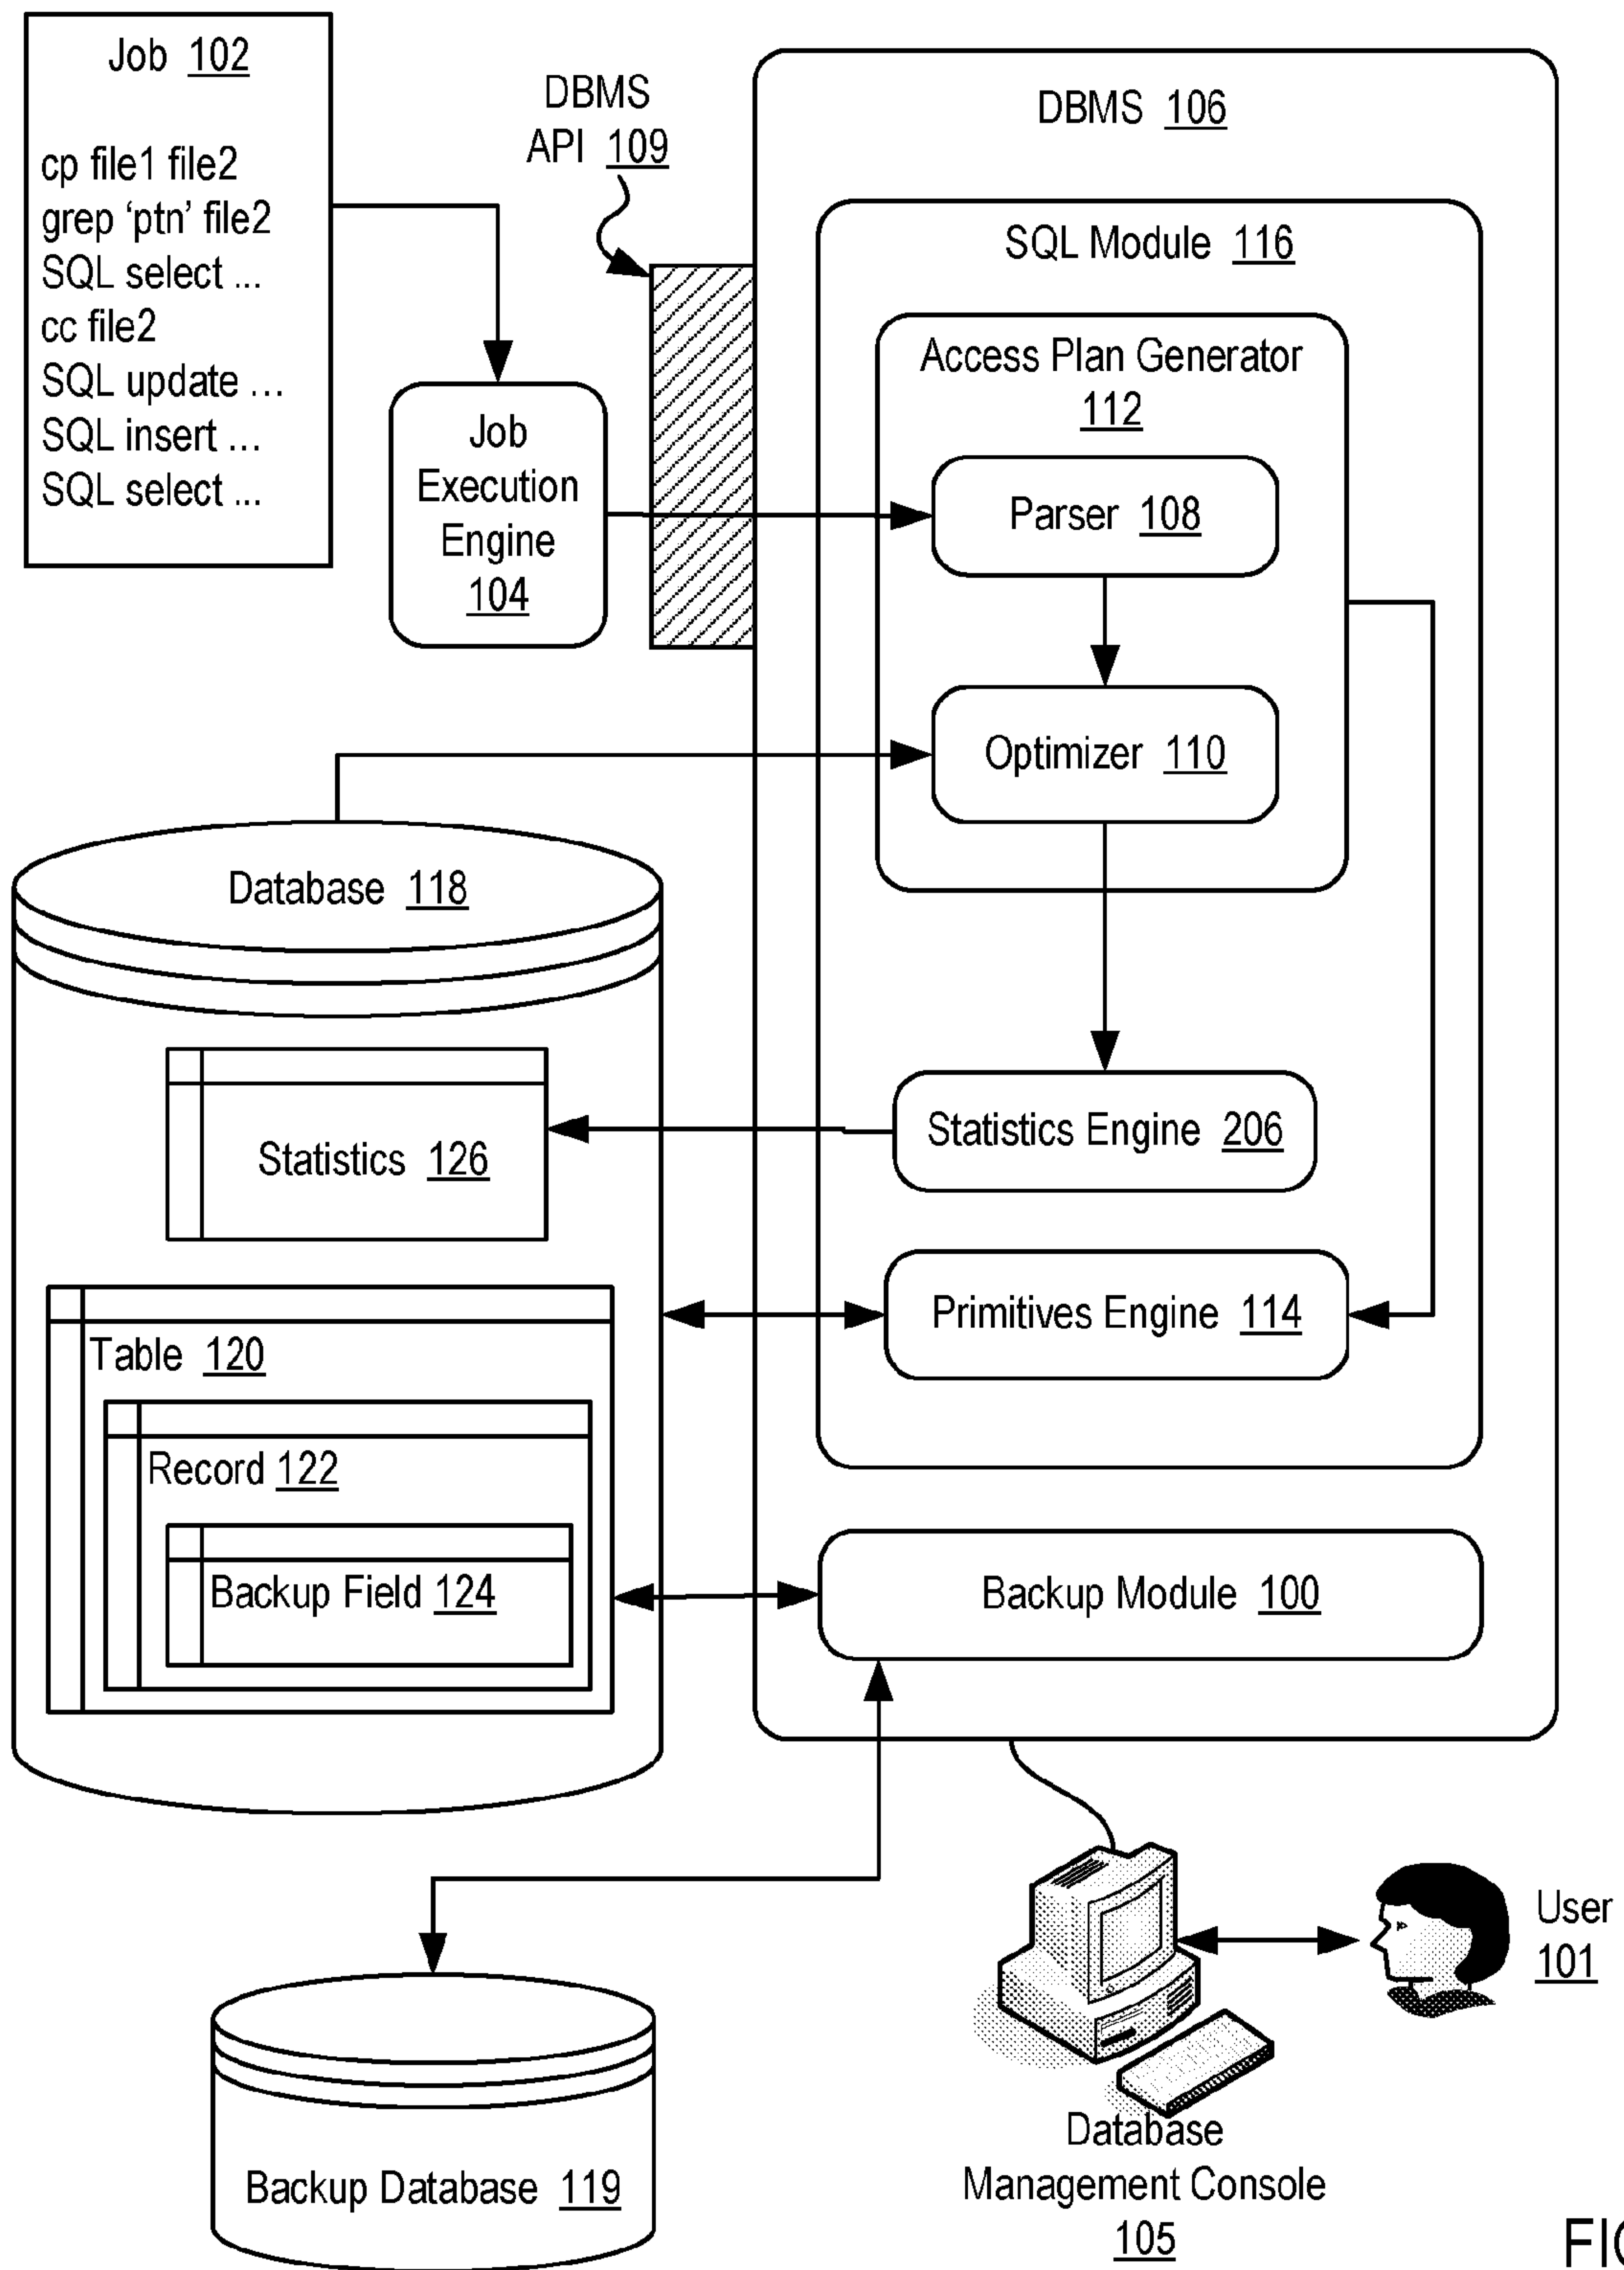 Job 102
cp file1 file2
grep ‘ptn’ file2
SQL select ...
cc file2
SQL update ...
SQL insert ...
SQL select ...
DBMS
API 109
Job
Execution
Engine
104
DBMS 106
SQL Module 116
Access Plan Generator
112
Parser 108
Optimizer 110
Statistics Engine 206
Primitives Engine 114
Backup Module 100
Database 118
Statistics 126
Table 120
Record 122
Backup Field 124
Backup Database 119
Database
Management Console
105
User
101